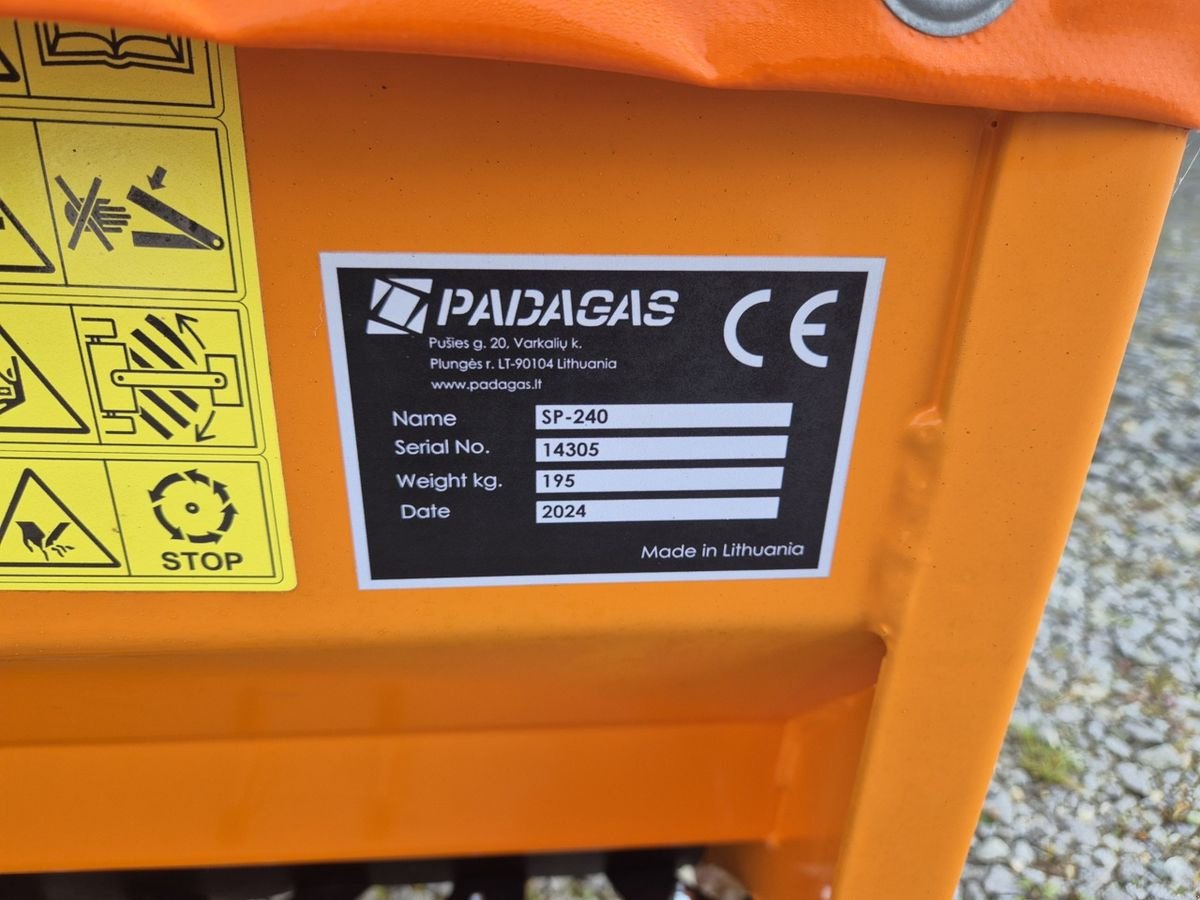 PADAGAS
CE
Pušies g. 20, Varkalių k.
Plungės r. LT-90104 Lithuania
www.padagas.lt
Name SP-240
Serial No. 14305
Weight kg. 195
Date 2024
Made in Lithuania
STOP